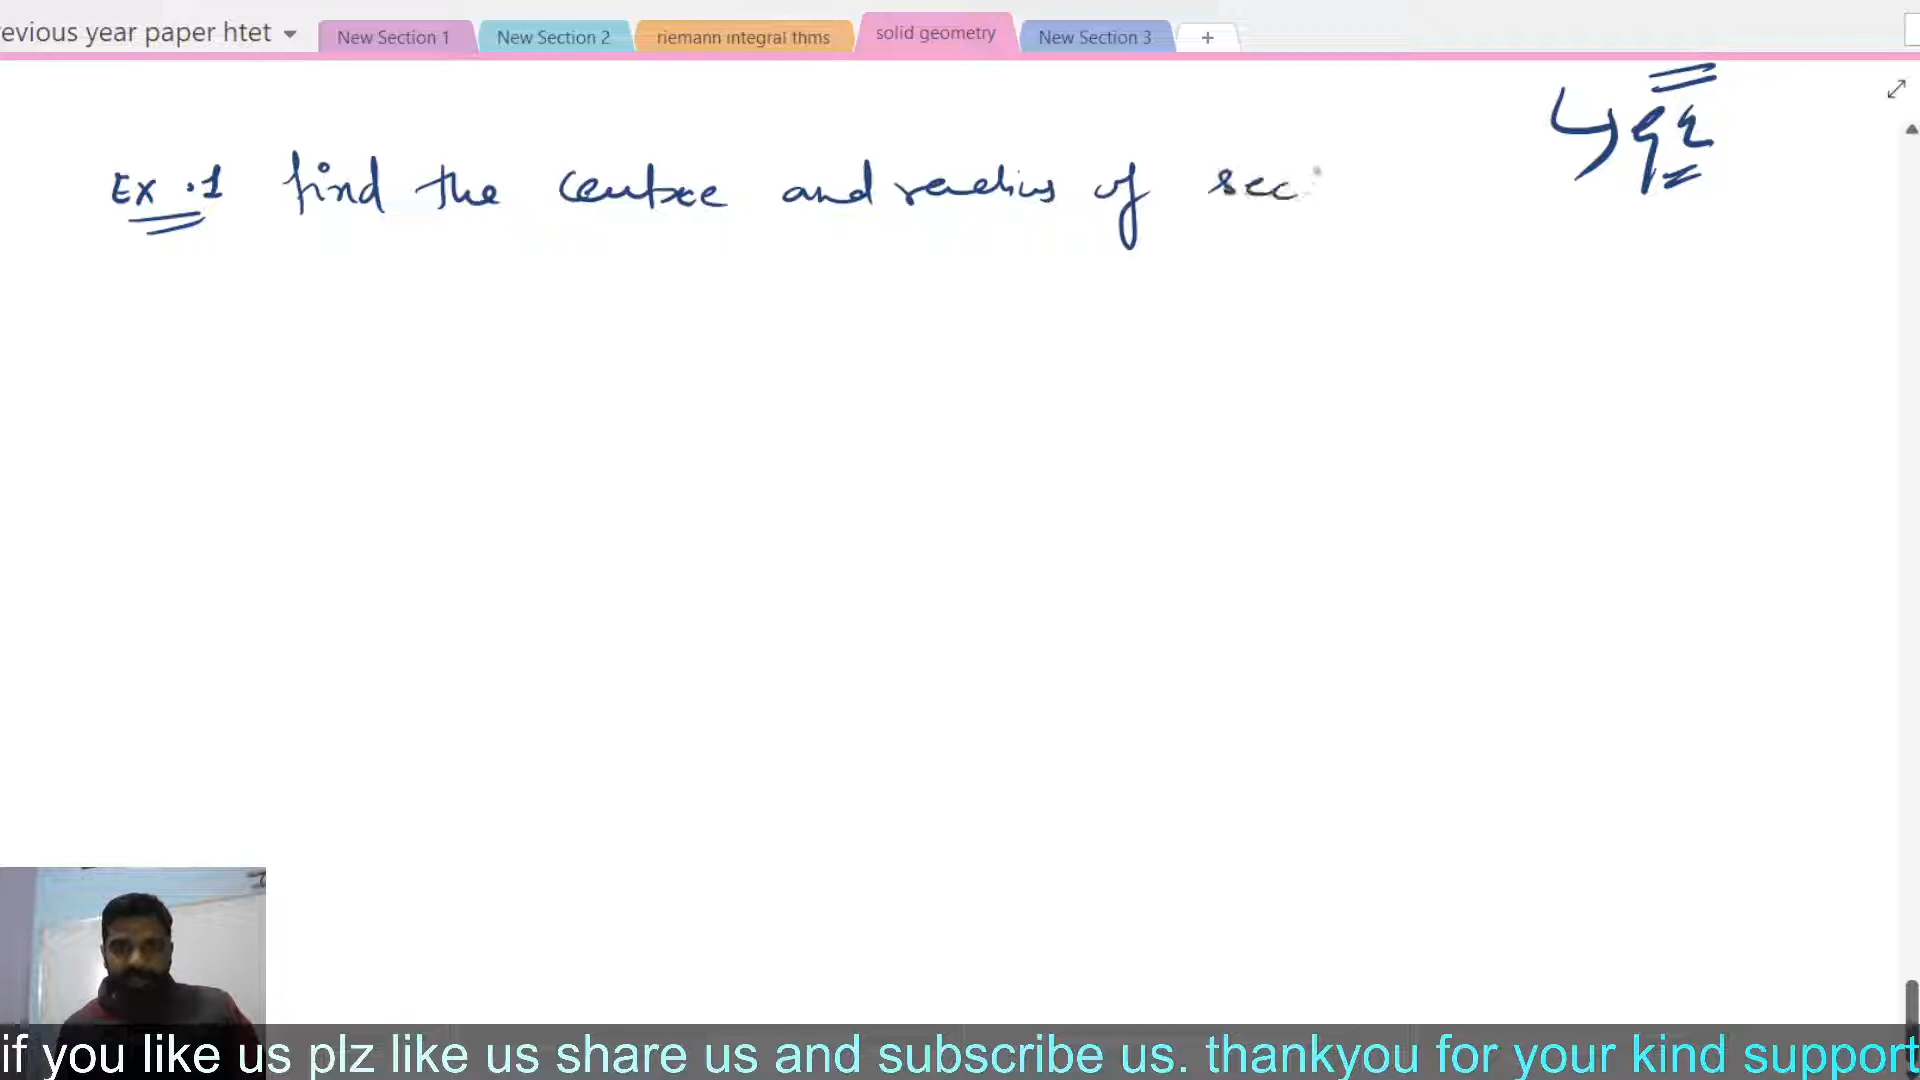 evious year paper htet
New Section 1 New Section 2 riemann integral thms solid geometry New Section 3 +
Ex.1 find the centre and radius of sec
if you like us plz like us share us and subscribe us. thankyou for your kind support